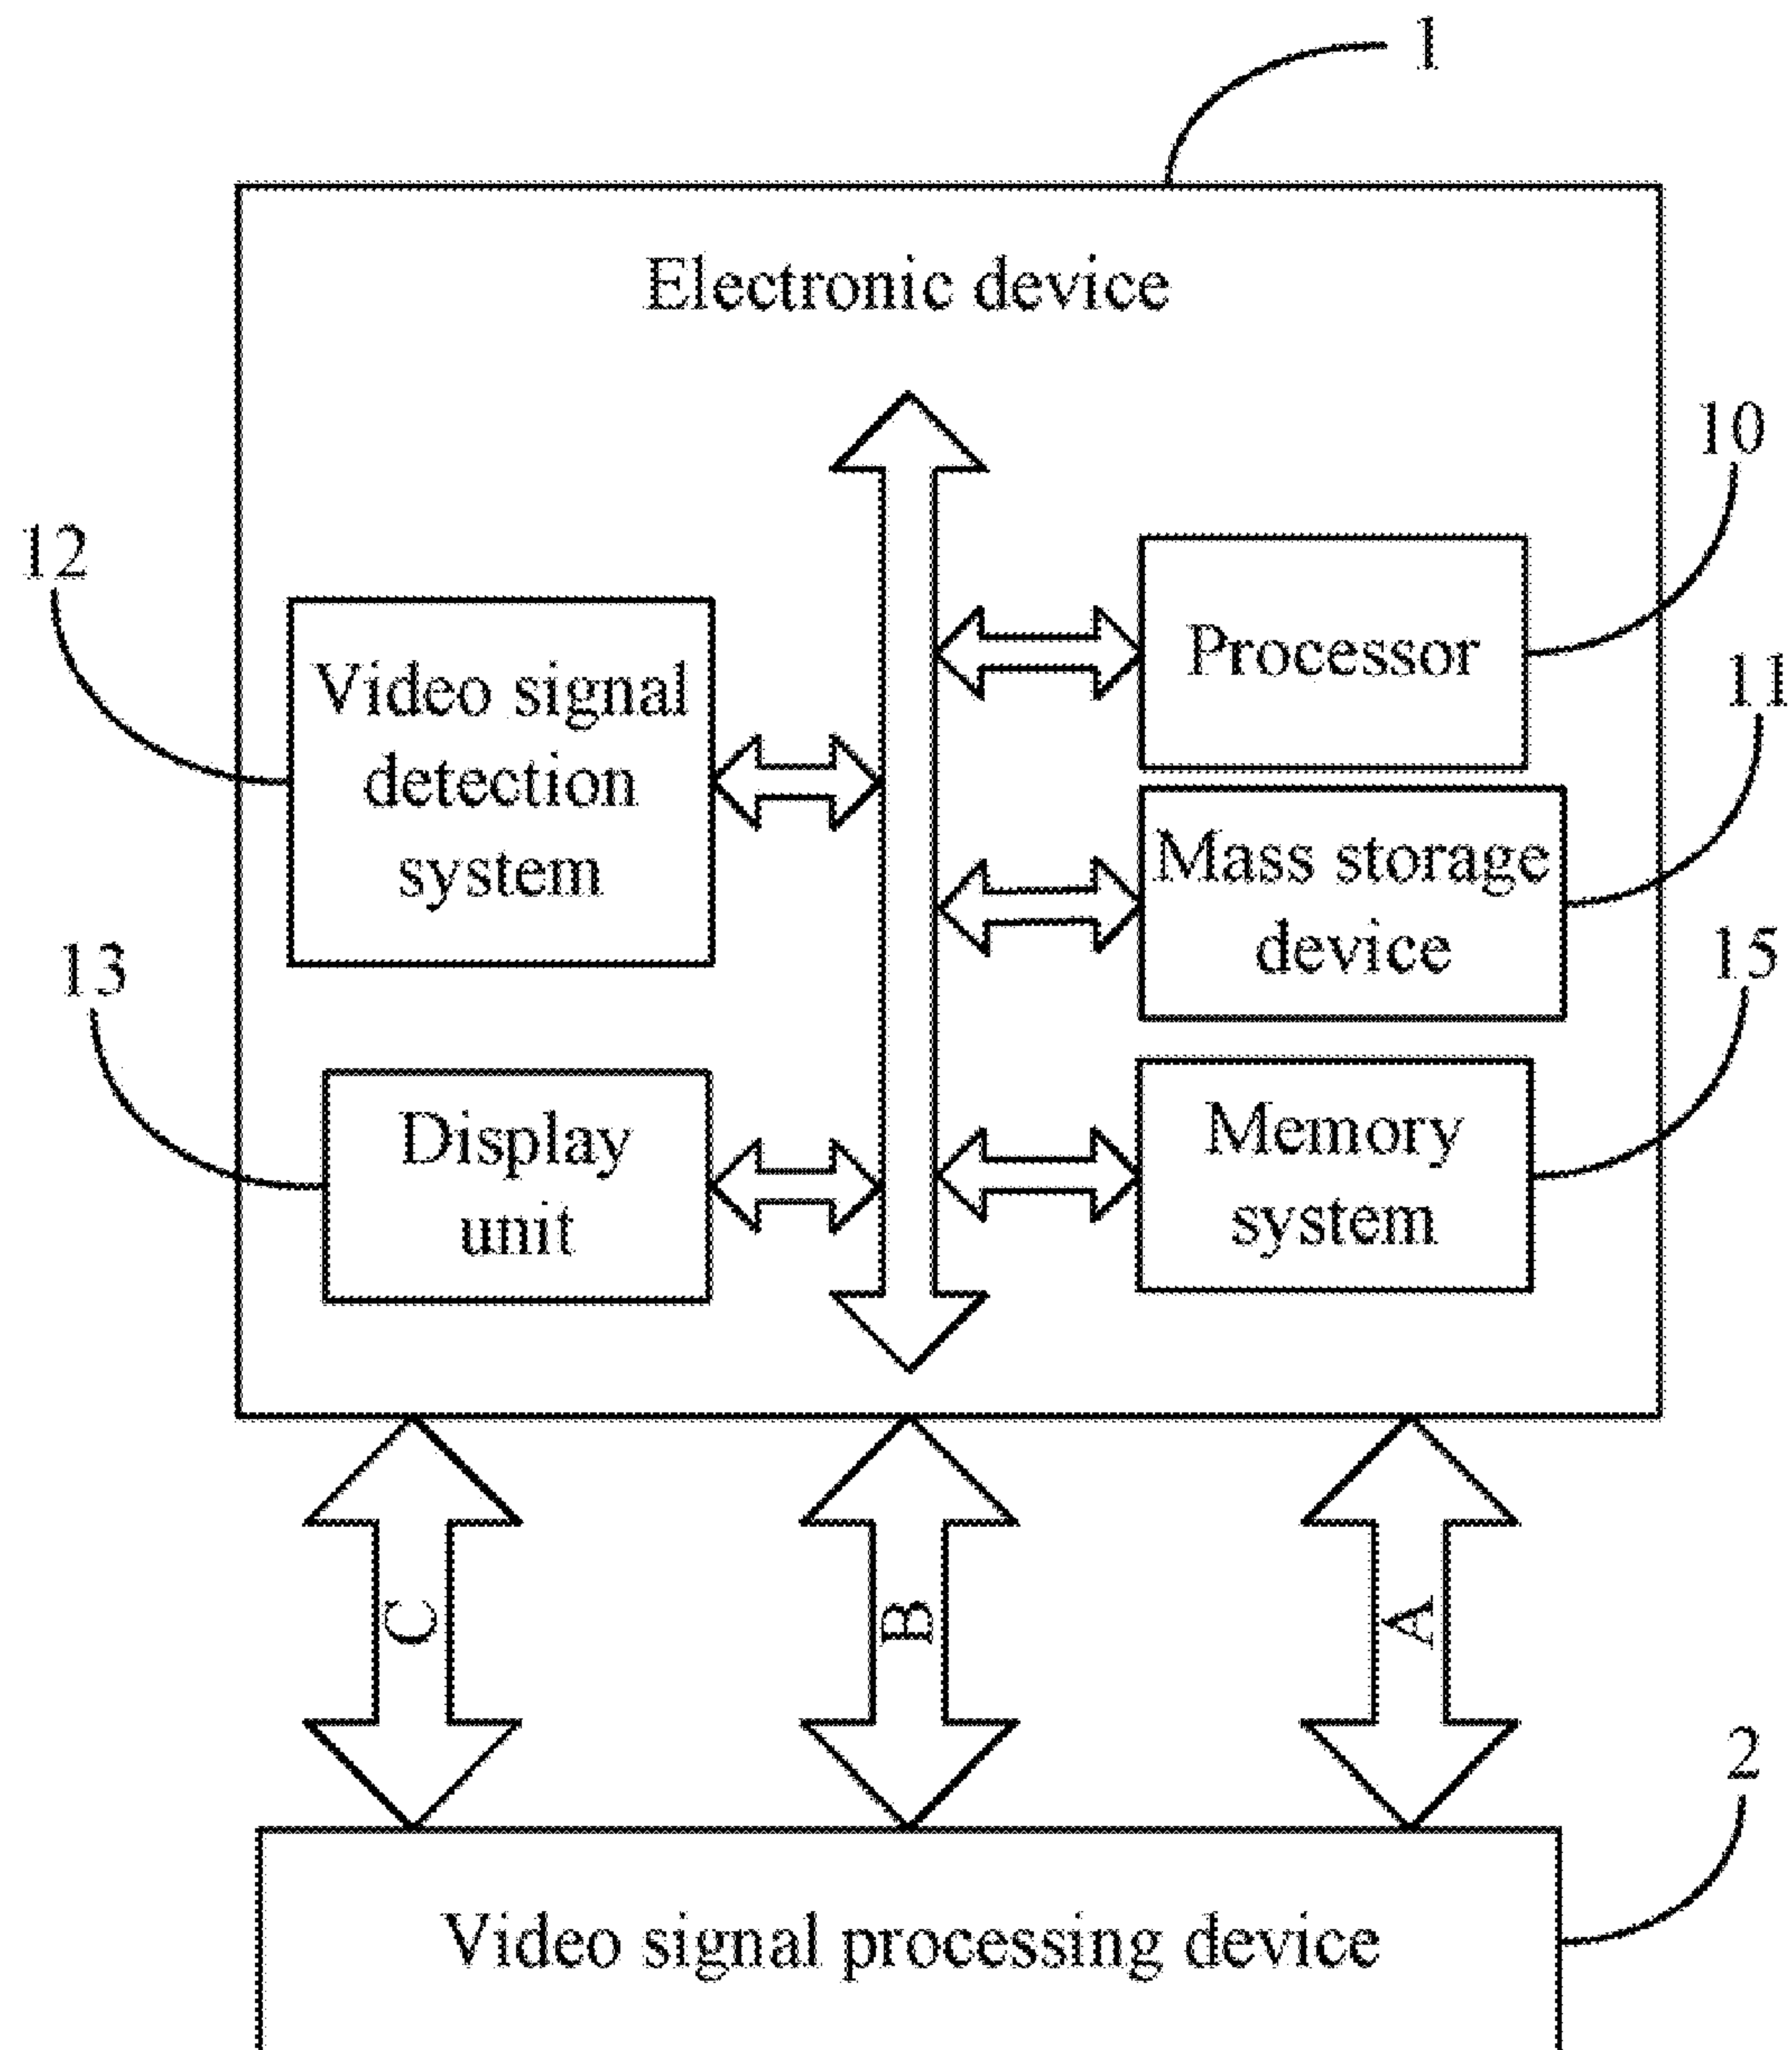 1
Electronic device
10
12
Processor
Video signal
detection
system
11
Mass storage
device
13
15
Display
unit
Memory
system
C
B
A
2
Video signal processing device